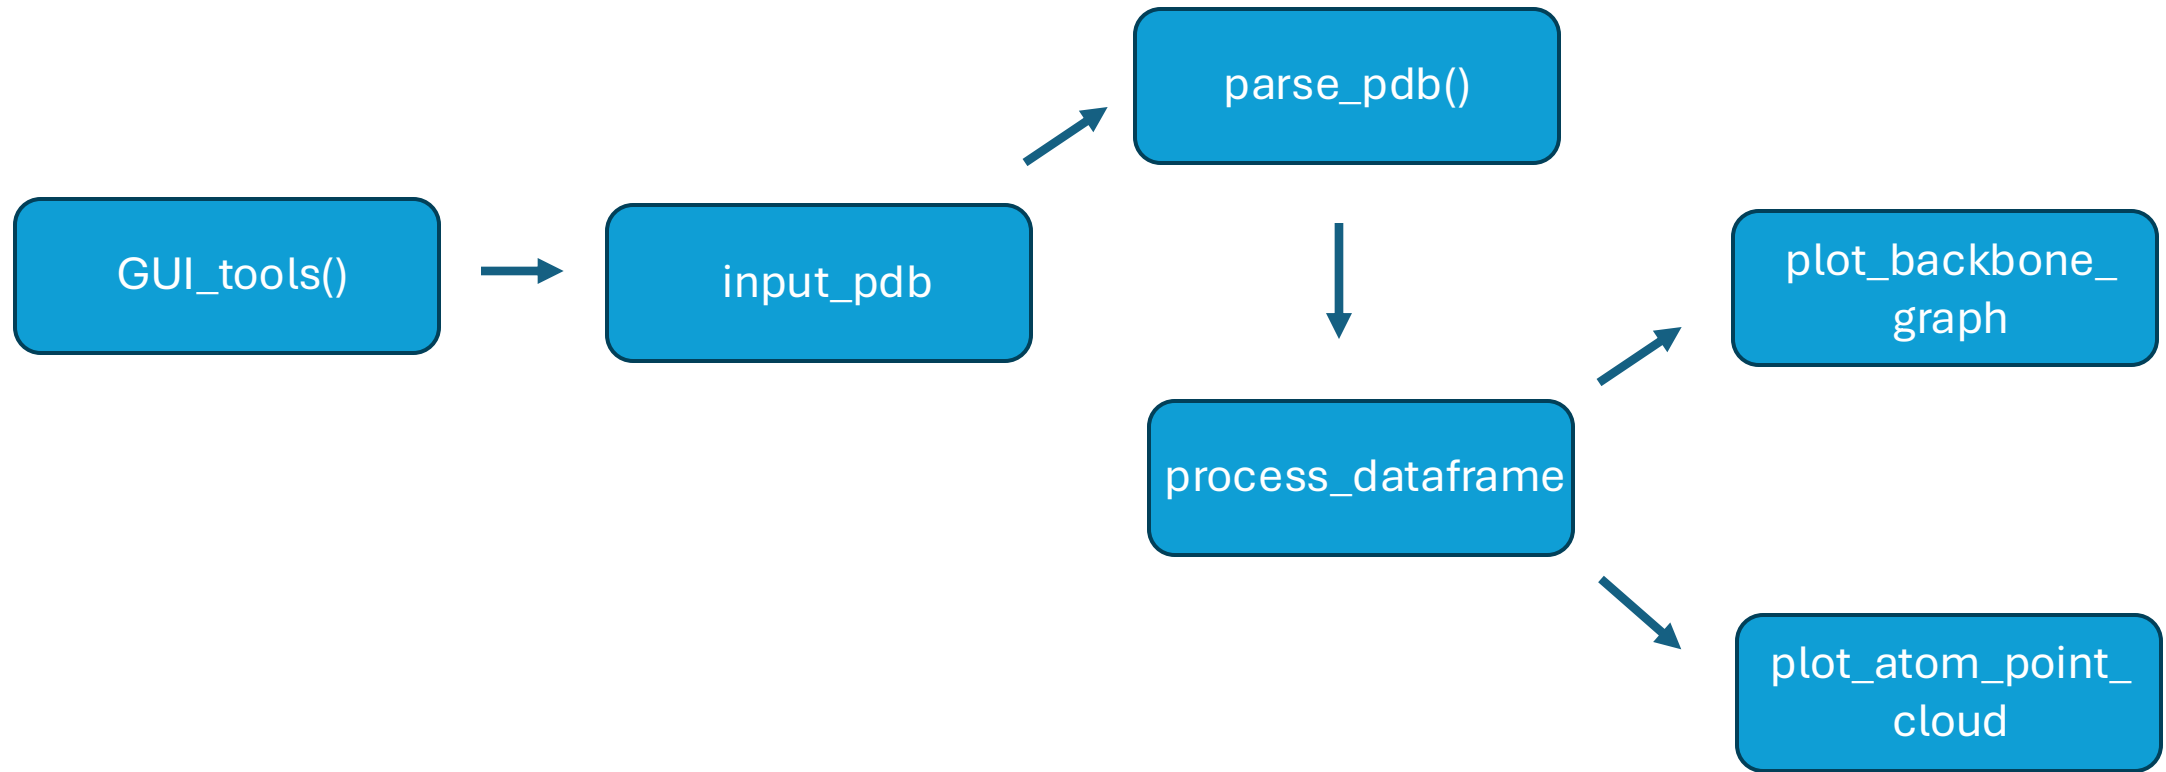 GUI_tools()
input_pdb
parse_pdb()
process_dataframe
plot_backbone_
graph
plot_atom_point_
cloud